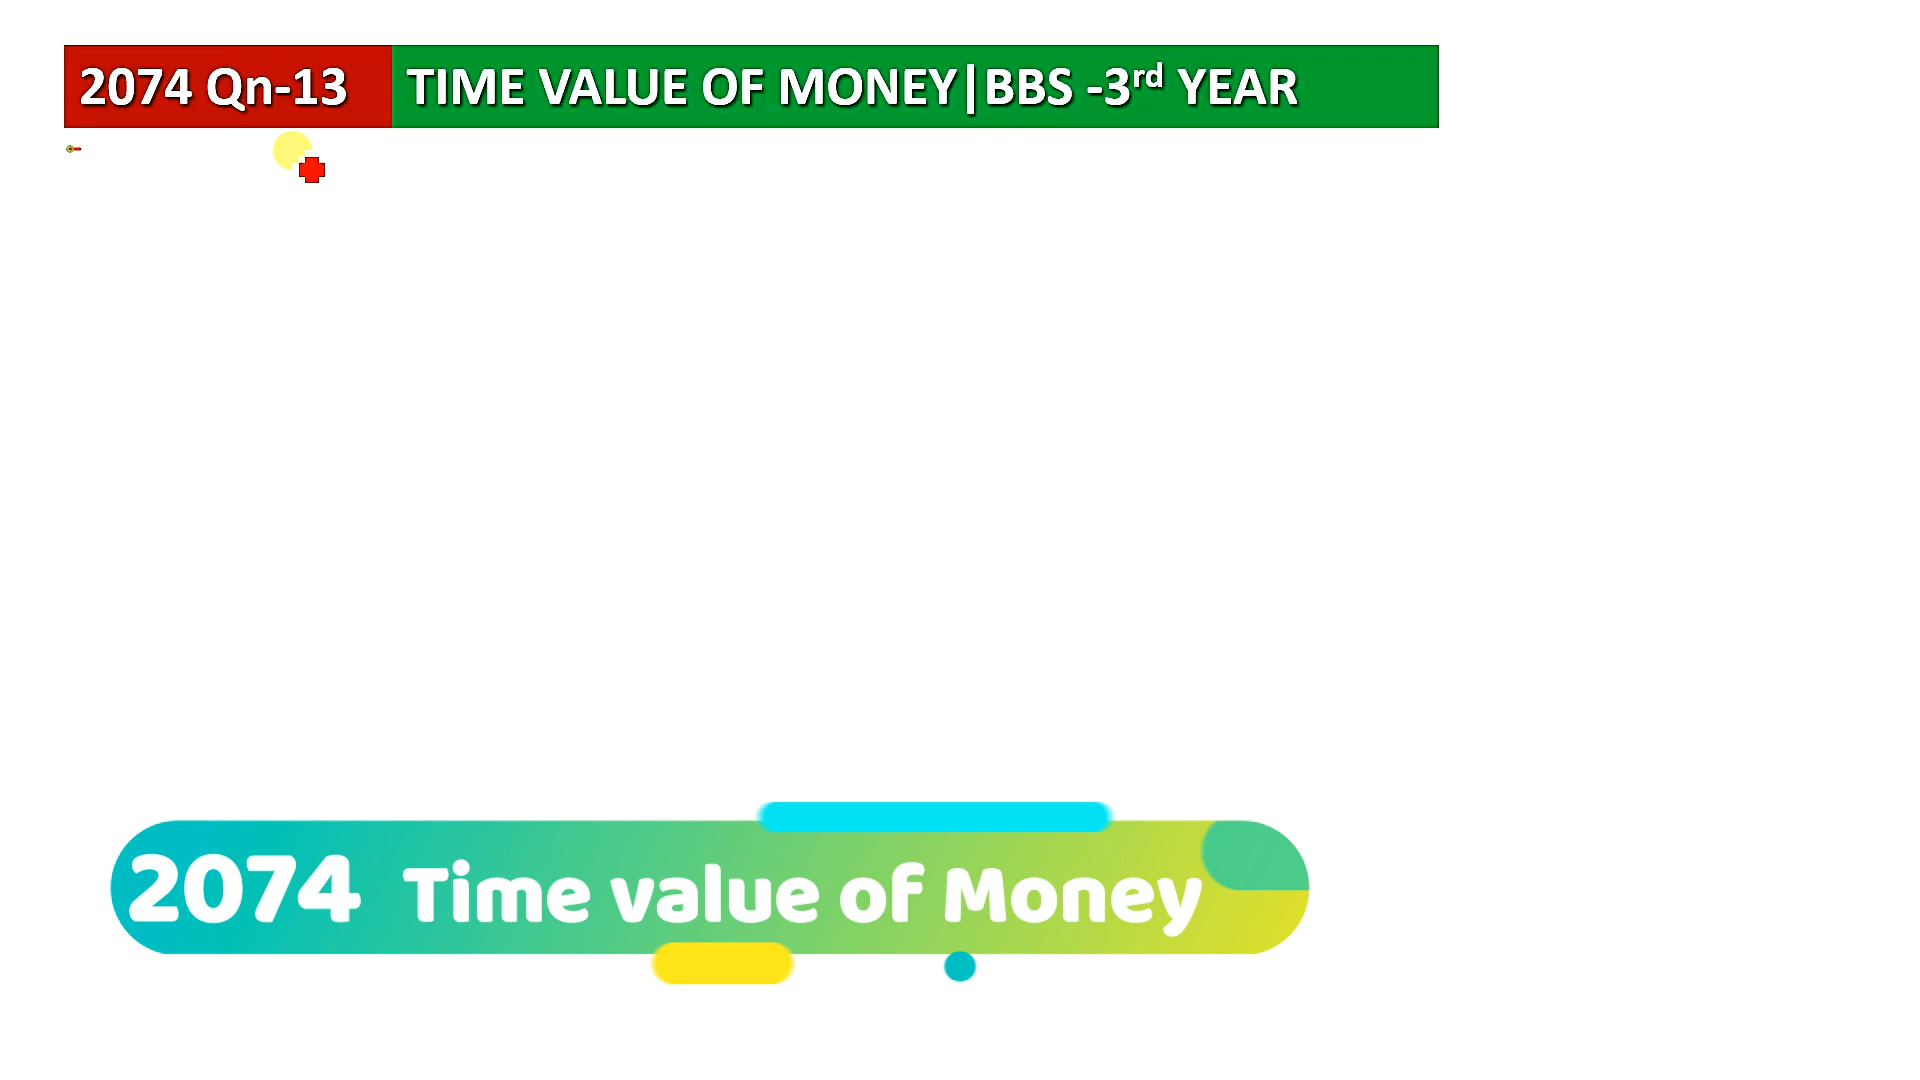 2074 Qn-13 TIME VALUE OF MONEY|BBS -3rd YEAR
2074 Time value of Money